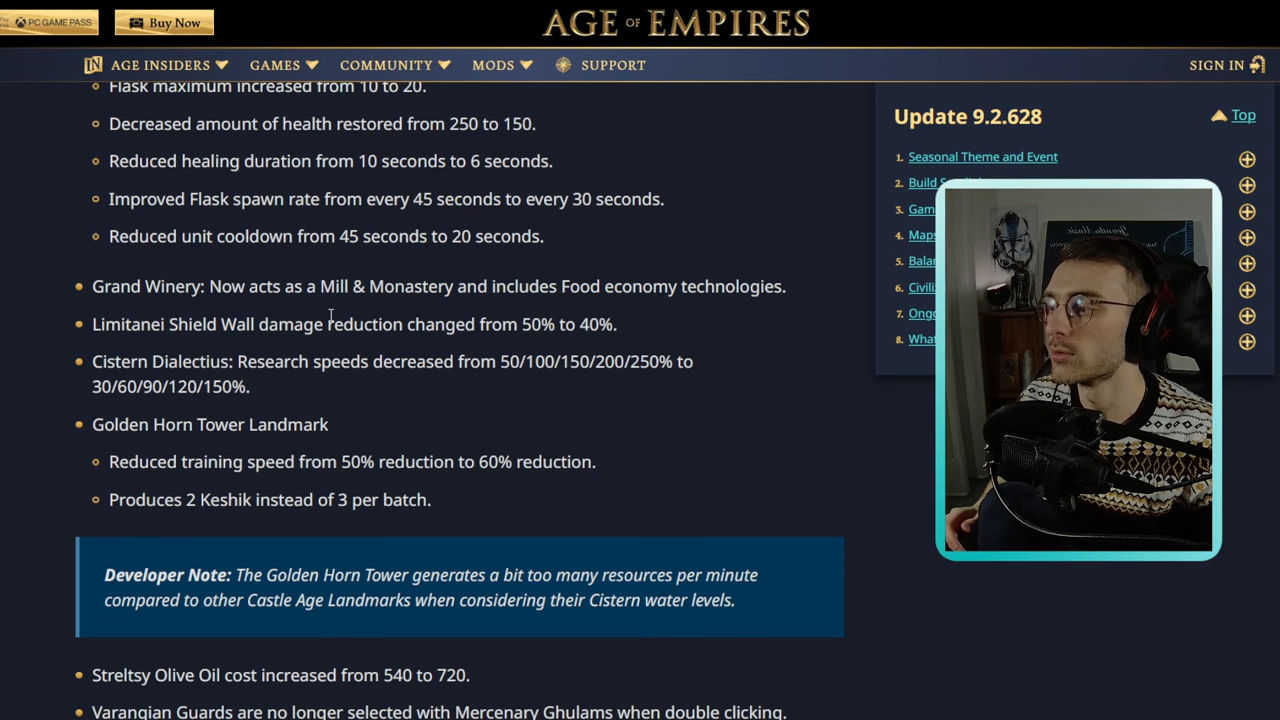 PC GAME PASS
Buy Now
AGE OF EMPIRES
AGE INSIDERS
GAMES
COMMUNITY
MODS
SUPPORT
SIGN IN
Flask maximum increased from 10 to 20.
Decreased amount of health restored from 250 to 150.
Reduced healing duration from 10 seconds to 6 seconds.
Improved Flask spawn rate from every 45 seconds to every 30 seconds.
Reduced unit cooldown from 45 seconds to 20 seconds.
Grand Winery: Now acts as a Mill & Monastery and includes Food economy technologies.
Limitanei Shield Wall damage reduction changed from 50% to 40%.
Cistern Dialectius: Research speeds decreased from 50/100/150/200/250% to
30/60/90/120/150%.
Golden Horn Tower Landmark
Reduced training speed from 50% reduction to 60% reduction.
Produces 2 Keshik instead of 3 per batch.
Developer Note: The Golden Horn Tower generates a bit too many resources per minute
compared to other Castle Age Landmarks when considering their Cistern water levels.
Streltsy Olive Oil cost increased from 540 to 720.
Varangian Guards are no longer selected with Mercenary Ghulams when double clicking.
Update 9.2.628
Top
1. Seasonal Theme and Event
2. Build
3. Gam
4. Maps
5. Balan
6. Civili
7. Ongo
8. What